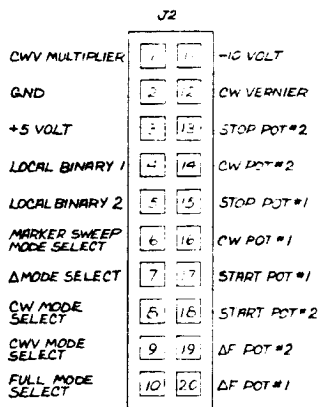 J2
CWV MULTIPLIER 1 11 -10 VOLT
GND 2 12 CW VERNIER
+5 VOLT 3 13 STOP POT #2
LOCAL BINARY 1 4 14 CW POT #2
LOCAL BINARY 2 5 15 STOP POT #1
MARKER SWEEP
MODE SELECT 6 16 CW POT #1
Δ MODE SELECT 7 17 START POT #1
CW MODE
SELECT 8 18 START POT #2
CWV MODE
SELECT 9 19 ΔF POT #2
FULL MODE
SELECT 10 20 ΔF POT #1